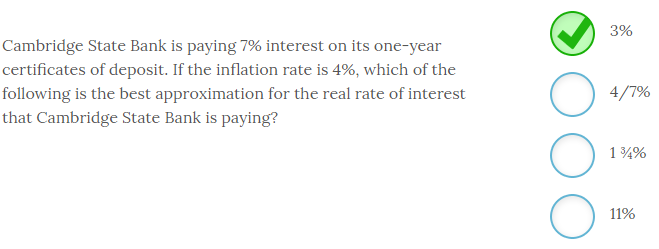 Cambridge State Bank is paying 7% interest on its one-year
certificates of deposit. If the inflation rate is 4%, which of the
following is the best approximation for the real rate of interest
that Cambridge State Bank is paying?
3%
4/7%
1 ¾%
11%